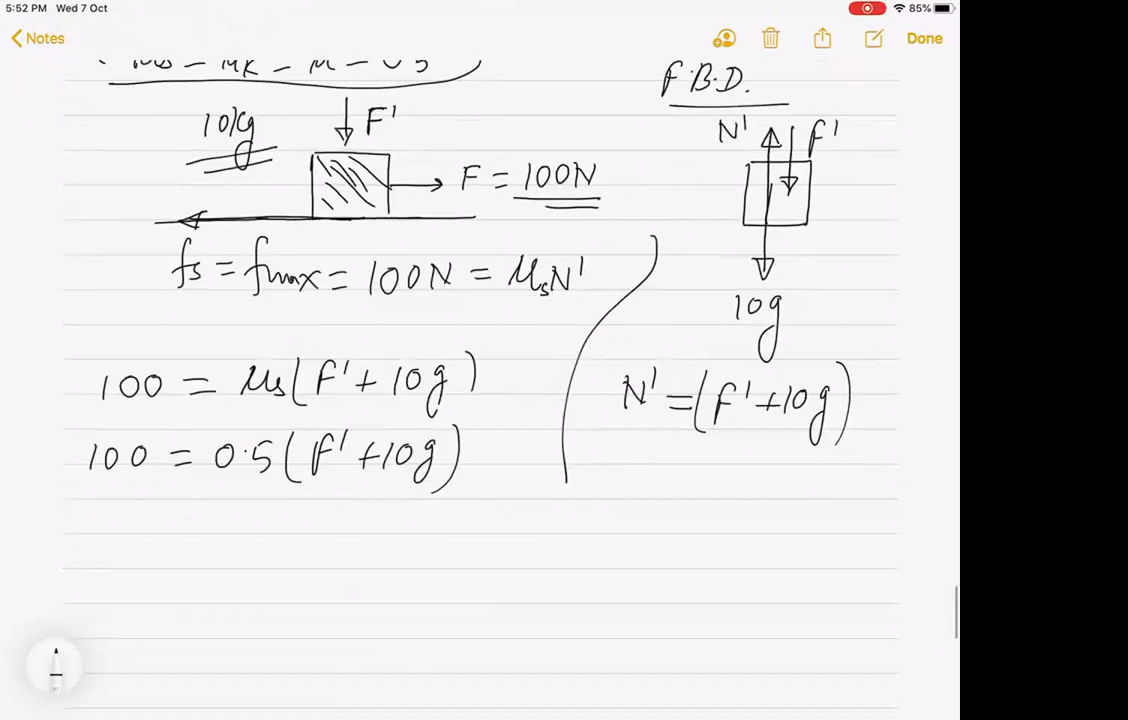 5:52 PM Wed 7 Oct
85%
Notes
Done
F.B.D.
10kg
F'
F = 100N
N'
F'
10g
fs = fmax = 100N = μsN'
100 = μs(F' + 10g)
N' = (F' + 10g)
100 = 0.5(F' + 10g)